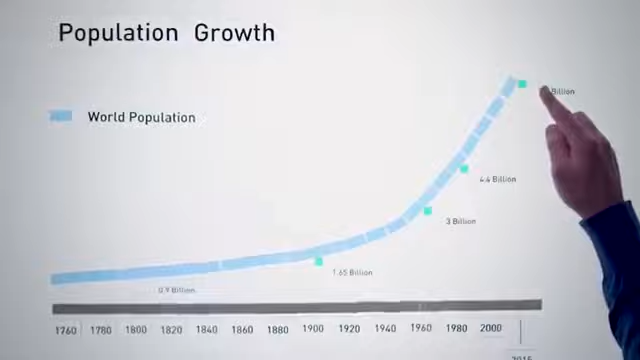 Population Growth
World Population
Billion
4.4 Billion
3 Billion
1.65 Billion
0.9 Billion
1760 1780 1800 1820 1840 1860 1880 1900 1920 1940 1960 1980 2000
2015